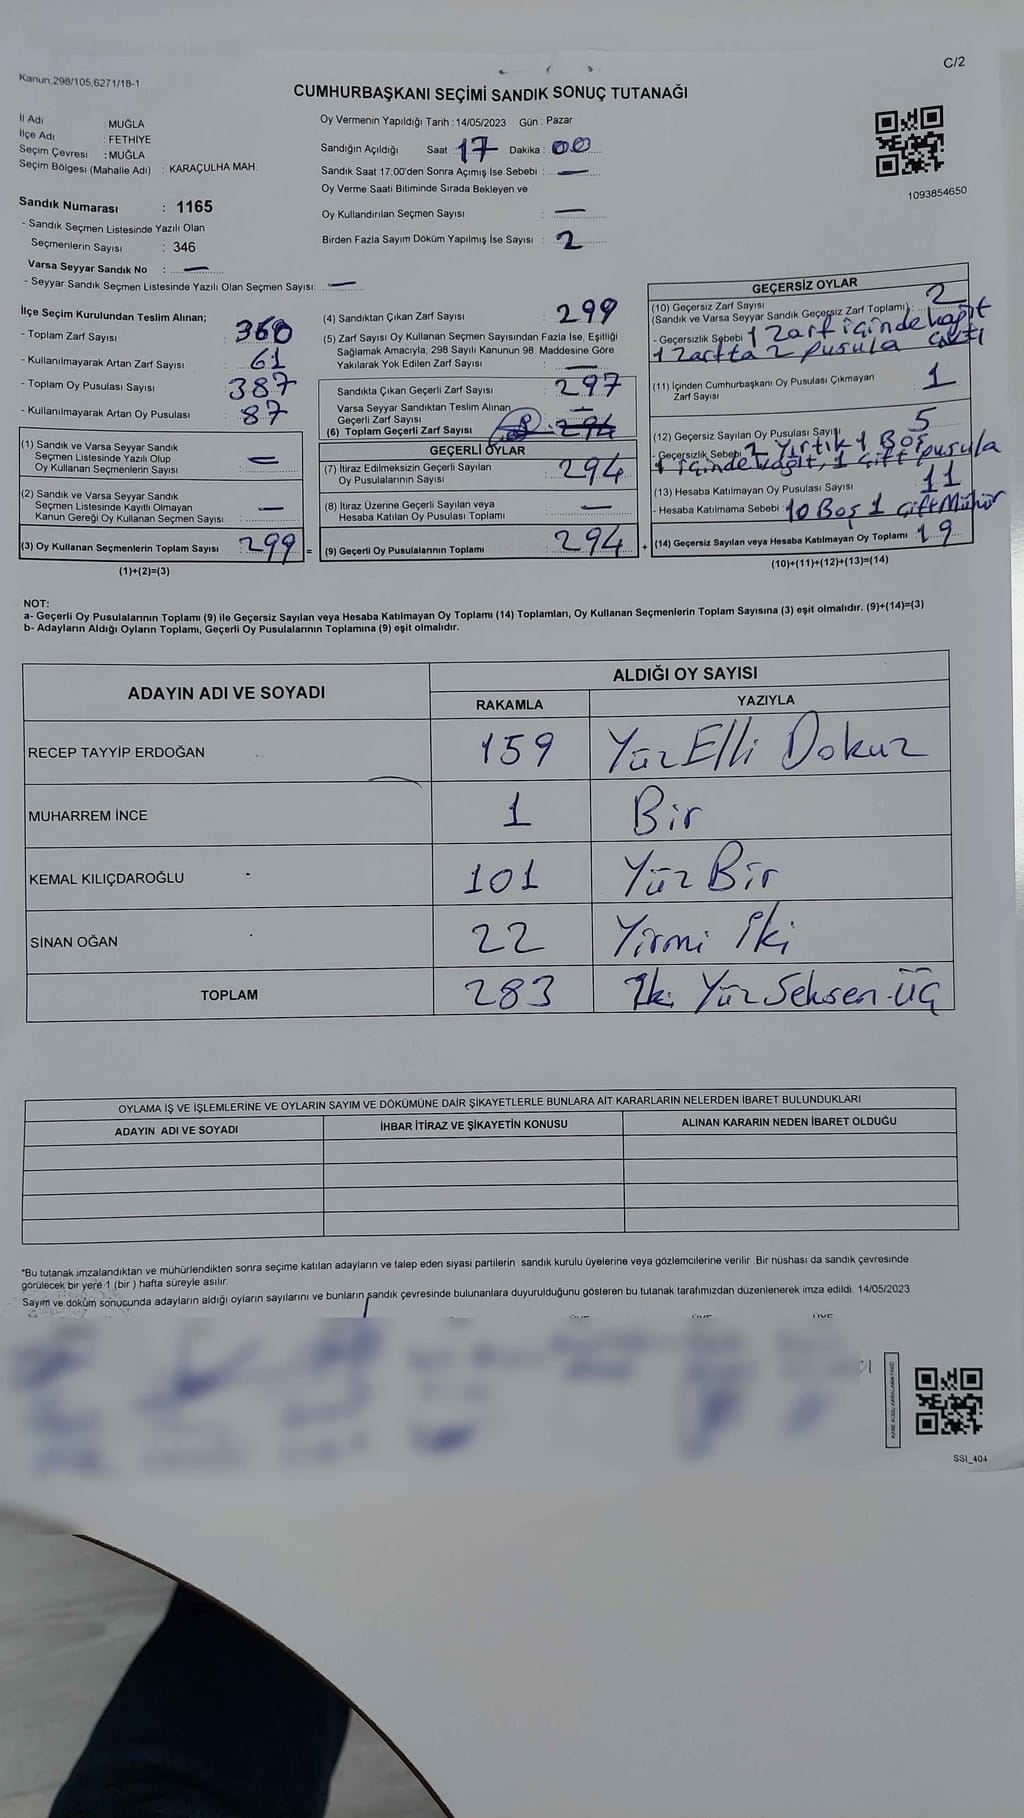 C/2
Kanun.298/105,6271/18-1
CUMHURBAŞKANI SEÇİMİ SANDIK SONUÇ TUTANAĞI
İl Adı : MUĞLA
İlçe Adı : FETHİYE
Seçim Çevresi : MUĞLA
Seçim Bölgesi (Mahalle Adı) : KARAÇULHA MAH.
Sandık Numarası : 1165
- Sandık Seçmen Listesinde Yazılı Olan
Seçmenlerin Sayısı : 346
Varsa Seyyar Sandık No : —
- Seyyar Sandık Seçmen Listesinde Yazılı Olan Seçmen Sayısı: —
Oy Vermenin Yapıldığı Tarih : 14/05/2023 Gün : Pazar
Sandığın Açıldığı Saat : 17 Dakika : 00
Sandık Saat 17:00'den Sonra Açımış İse Sebebi : —
Oy Verme Saati Bitiminde Sırada Bekleyen ve
Oy Kullandırılan Seçmen Sayısı : —
Birden Fazla Sayım Döküm Yapılmış İse Sayısı : 2
1093854650
İlçe Seçim Kurulundan Teslim Alınan;
- Toplam Zarf Sayısı : 360
- Kullanılmayarak Artan Zarf Sayısı : 61
- Toplam Oy Pusulası Sayısı : 387
- Kullanılmayarak Artan Oy Pusulası : 87
(1) Sandık ve Varsa Seyyar Sandık
Seçmen Listesinde Yazılı Olup
Oy Kullanan Seçmenlerin Sayısı : —
(2) Sandık ve Varsa Seyyar Sandık
Seçmen Listesinde Kayıtlı Olmayan
Kanun Gereği Oy Kullanan Seçmen Sayısı : —
(3) Oy Kullanan Seçmenlerin Toplam Sayısı : 299 =
(1)+(2)=(3)
(4) Sandıktan Çıkan Zarf Sayısı : 299
(5) Zarf Sayısı Oy Kullanan Seçmen Sayısından Fazla İse, Eşitliği
Sağlamak Amacıyla; 298 Sayılı Kanunun 98. Maddesine Göre
Yakılarak Yok Edilen Zarf Sayısı : —
Sandıkta Çıkan Geçerli Zarf Sayısı : 297
Varsa Seyyar Sandıktan Teslim Alınan
Geçerli Zarf Sayısı : —
(6) Toplam Geçerli Zarf Sayısı : 294
GEÇERLİ OYLAR
(7) İtiraz Edilmeksizin Geçerli Sayılan
Oy Pusulalarının Sayısı : 294
(8) İtiraz Üzerine Geçerli Sayılan veya
Hesaba Katılan Oy Pusulası Toplamı : —
(9) Geçerli Oy Pusulalarının Toplamı : 294 +
GEÇERSİZ OYLAR
(10) Geçersiz Zarf Sayısı
(Sandık ve Varsa Seyyar Sandık Geçersiz Zarf Toplamı) : 2
- Geçersizlik Sebebi 1 Zarf içinde kağıt
1 Zarfta 2 pusula çıktı
(11) İçinden Cumhurbaşkanı Oy Pusulası Çıkmayan
Zarf Sayısı 1
(12) Geçersiz Sayılan Oy Pusulası Sayısı 5
- Geçersizlik Sebebi 2 Yırtık 1 Boş
1 içinde kağıt, 1 çift pusula
(13) Hesaba Katılmayan Oy Pusulası Sayısı 11
- Hesaba Katılmama Sebebi : 10 Boş 1 çift Mühür
(14) Geçersiz Sayılan veya Hesaba Katılmayan Oy Toplamı : 19
(10)+(11)+(12)+(13)=(14)
NOT:
a- Geçerli Oy Pusulalarının Toplamı (9) ile Geçersiz Sayılan veya Hesaba Katılmayan Oy Toplamı (14) Toplamları, Oy Kullanan Seçmenlerin Toplam Sayısına (3) eşit olmalıdır. (9)+(14)=(3)
b- Adayların Aldığı Oyların Toplamı, Geçerli Oy Pusulalarının Toplamına (9) eşit olmalıdır.
ADAYIN ADI VE SOYADI ALDIĞI OY SAYISI
RAKAMLA YAZIYLA
RECEP TAYYİP ERDOĞAN 159 Yüz Elli Dokuz
MUHARREM İNCE 1 Bir
KEMAL KILIÇDAROĞLU 101 Yüz Bir
SİNAN OĞAN 22 Yirmi İki
TOPLAM 283 İki Yüz Seksen-üç
OYLAMA İŞ VE İŞLEMLERİNE VE OYLARIN SAYIM VE DÖKÜMÜNE DAİR ŞİKAYETLERLE BUNLARA AİT KARARLARIN NELERDEN İBARET BULUNDUKLARI
ADAYIN ADI VE SOYADI İHBAR İTİRAZ VE ŞİKAYETİN KONUSU ALINAN KARARIN NEDEN İBARET OLDUĞU
*Bu tutanak imzalandıktan ve mühürlendikten sonra seçime katılan adayların ve talep eden siyasi partilerin sandık kurulu üyelerine veya gözlemcilerine verilir. Bir nüshası da sandık çevresinde
görülecek bir yere 1 (bir ) hafta süreyle asılır.
Sayım ve döküm sonucunda adayların aldığı oyların sayılarını ve bunların sandık çevresinde bulunanlara duyurulduğunu gösteren bu tutanak tarafımızdan düzenlenerek imza edildi. 14/05/2023
SSI_404